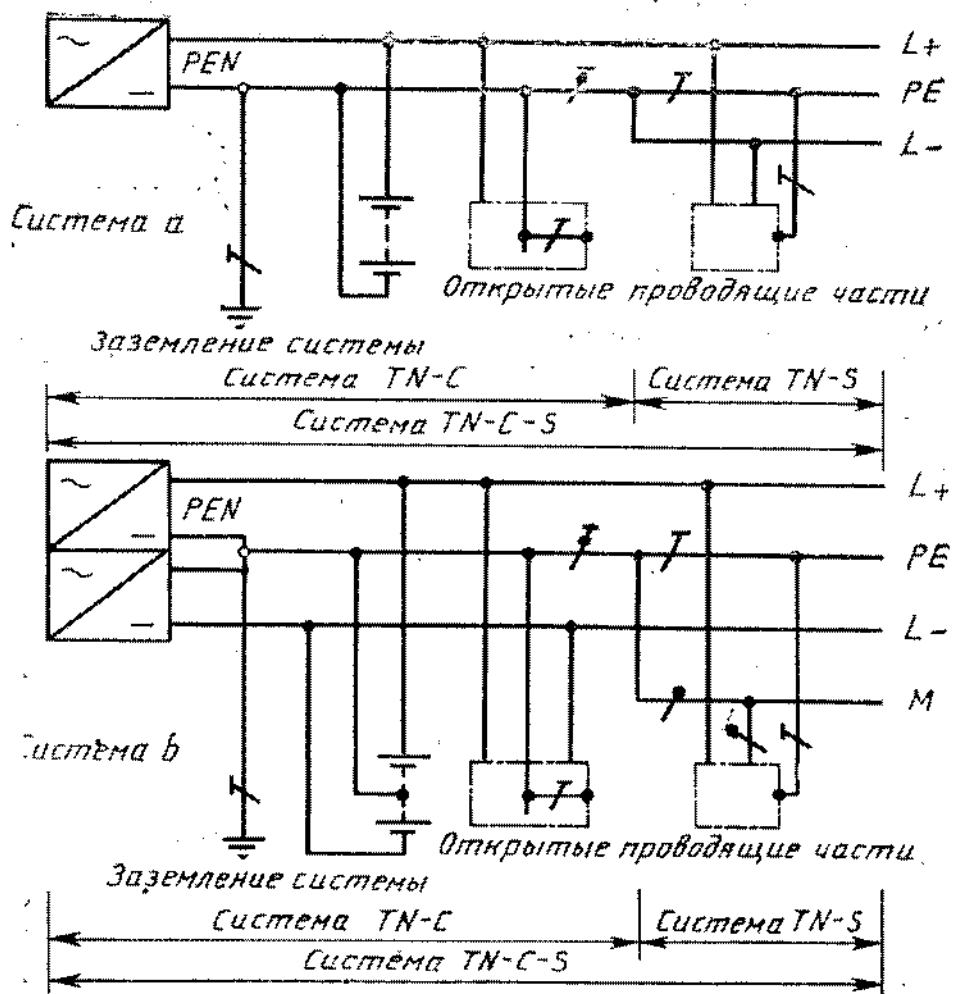 L+
PEN
PE
L-
Система a
Открытые проводящие части
Заземление системы
Система TN-C
Система TN-S
Система TN-C-S
L+
PEN
PE
L-
M
Система b
Открытые проводящие части
Заземление системы
Система TN-C
Система TN-S
Система TN-C-S